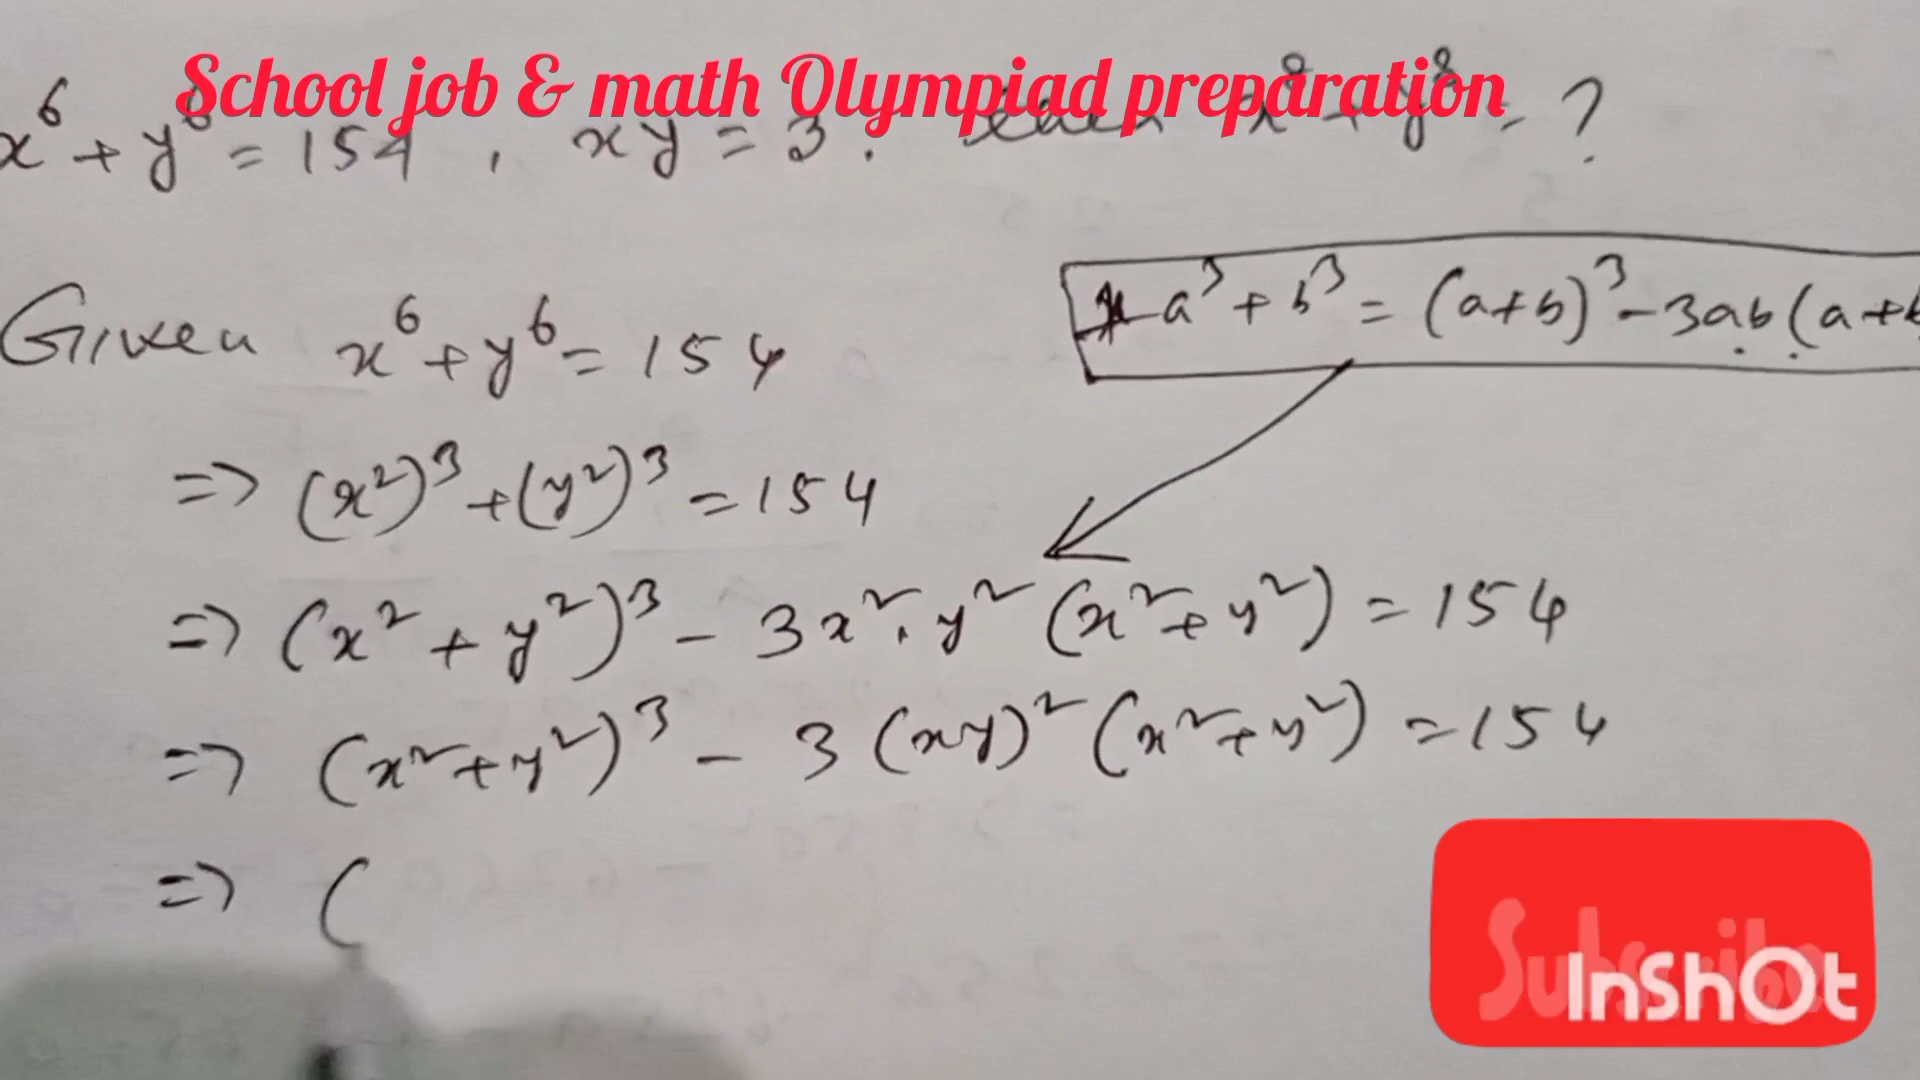 School job & math Olympiad preparation
x⁶ + y⁶ = 154, xy = 3. then x⁸ + y⁸ = ?
a³ + b³ = (a+b)³ - 3ab(a+b
Given x⁶ + y⁶ = 154
=> (x²)³ + (y²)³ = 154
=> (x² + y²)³ - 3x².y² (x² + y²) = 154
=> (x² + y²)³ - 3(xy)² (x² + y²) = 154
=> (
Subscribe
InShOt